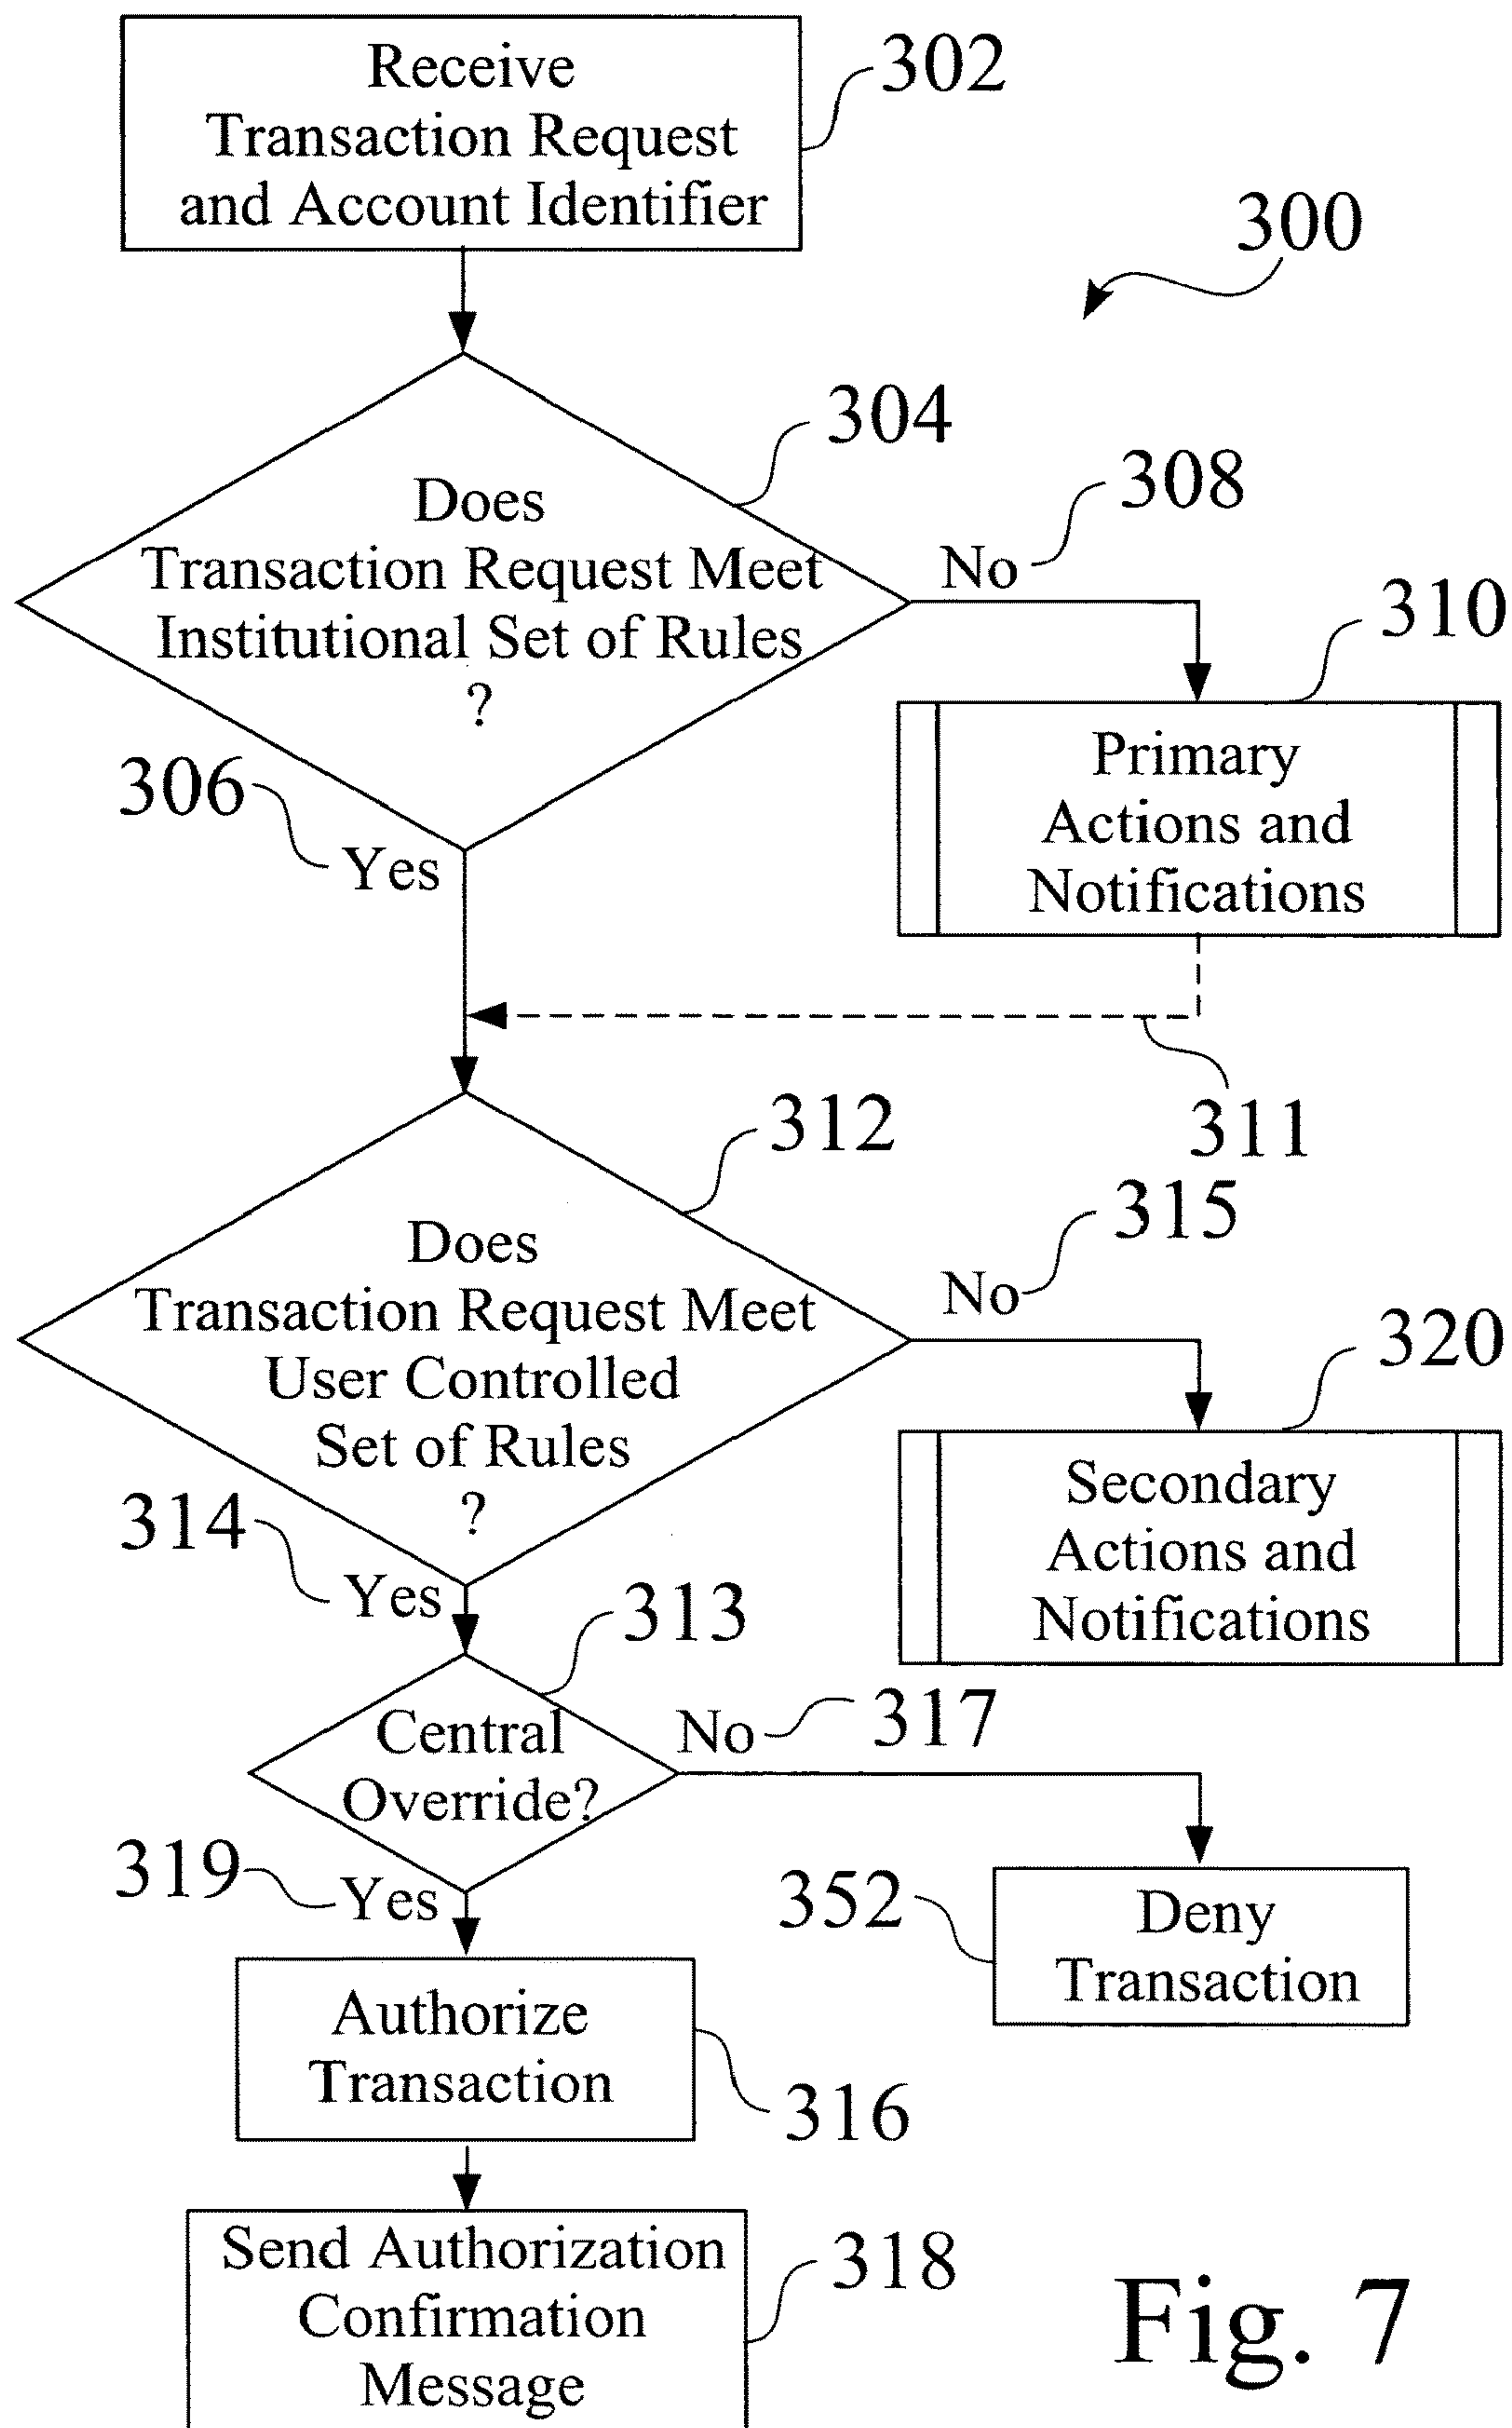 Receive
Transaction Request
and Account Identifier
302
300
304
Does
Transaction Request Meet
Institutional Set of Rules
?
No
308
310
306
Yes
Primary
Actions and
Notifications
311
312
Does
Transaction Request Meet
User Controlled
Set of Rules
?
No
315
320
314
Yes
Secondary
Actions and
Notifications
313
Central
Override?
No
317
319
Yes
352
Deny
Transaction
Authorize
Transaction
316
Send Authorization
Confirmation
Message
318
Fig. 7